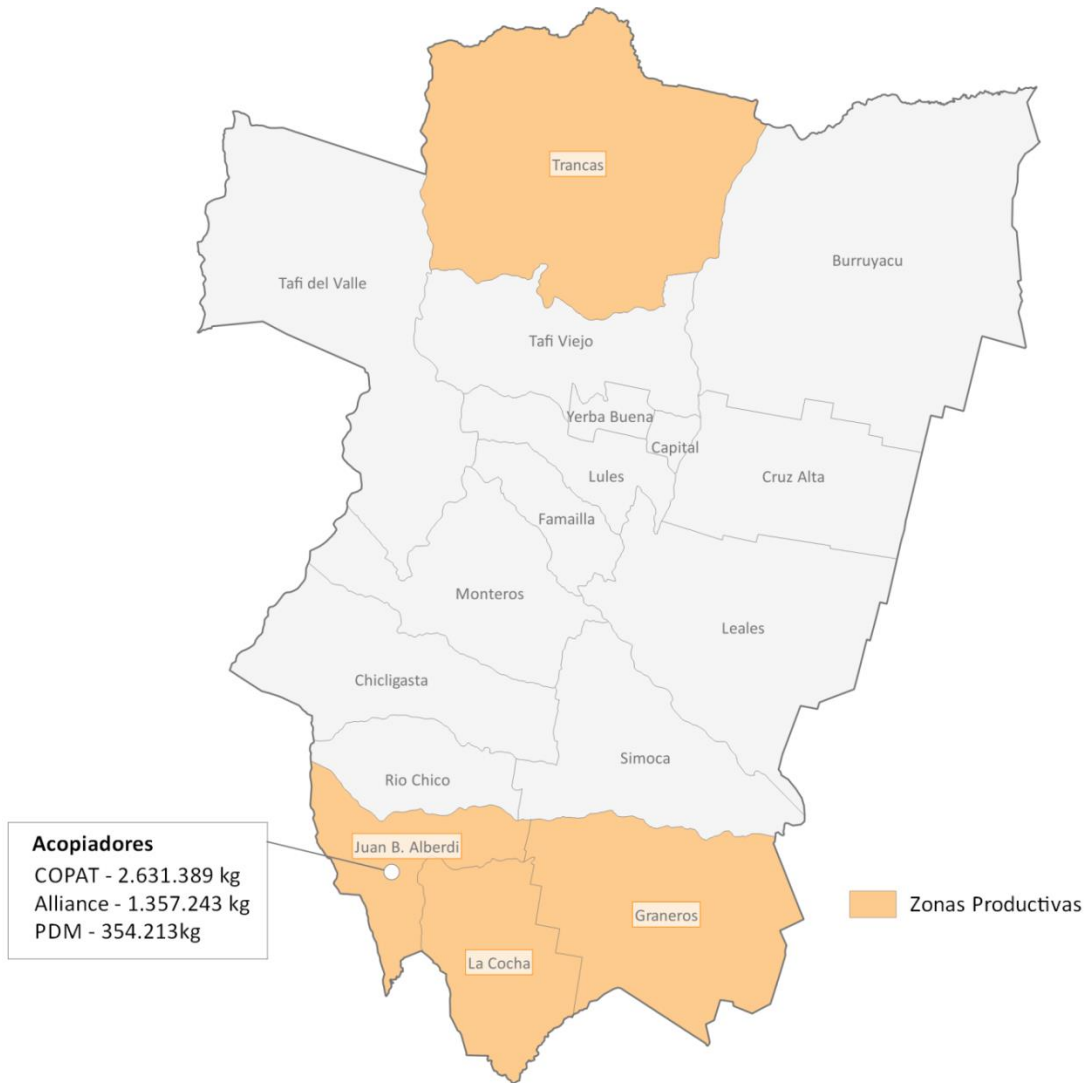 Trancas
Burruyacu
Tafi del Valle
Tafi Viejo
Yerba Buena
Capital
Lules
Cruz Alta
Famailla
Monteros
Leales
Chicligasta
Simoca
Rio Chico
Juan B. Alberdi
Acopiadores
COPAT - 2.631.389 kg
Alliance - 1.357.243 kg
PDM - 354.213kg
Graneros
Zonas Productivas
La Cocha